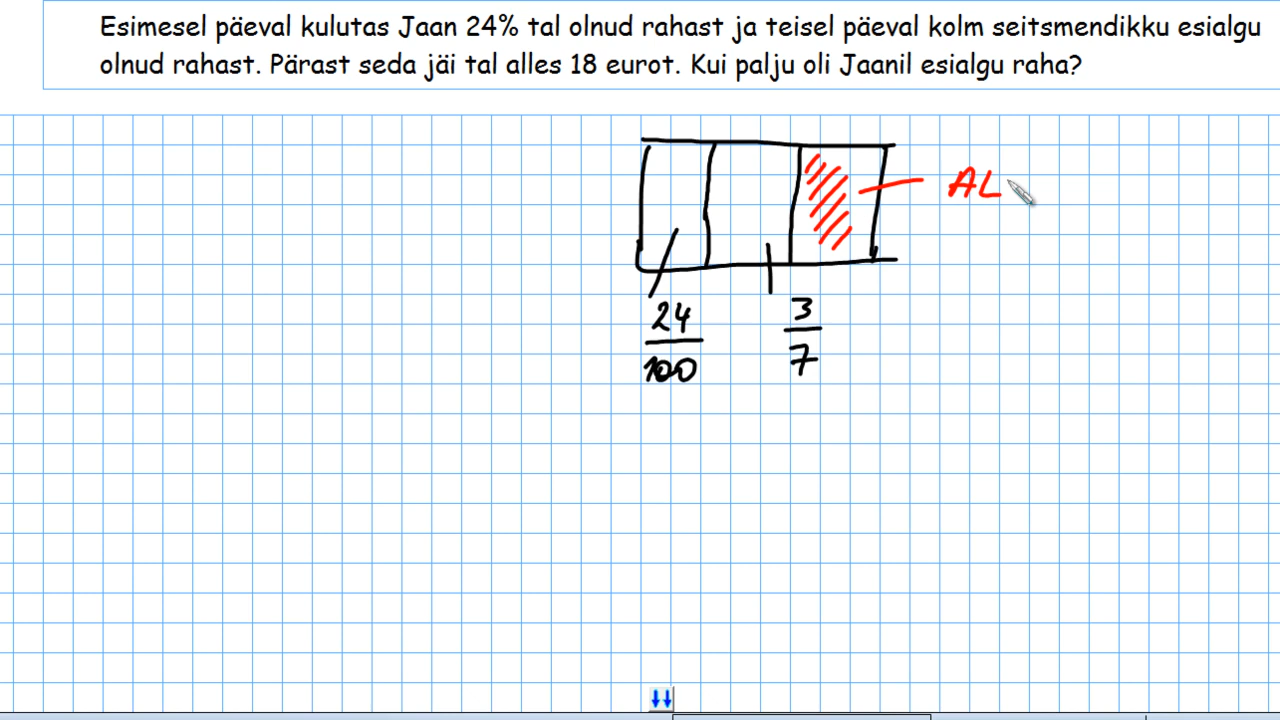 Esimesel päeval kulutas Jaan 24% tal olnud rahast ja teisel päeval kolm seitsmendikku esialgu
olnud rahast. Pärast seda jäi tal alles 18 eurot. Kui palju oli Jaanil esialgu raha?
AL
24
100
3
7